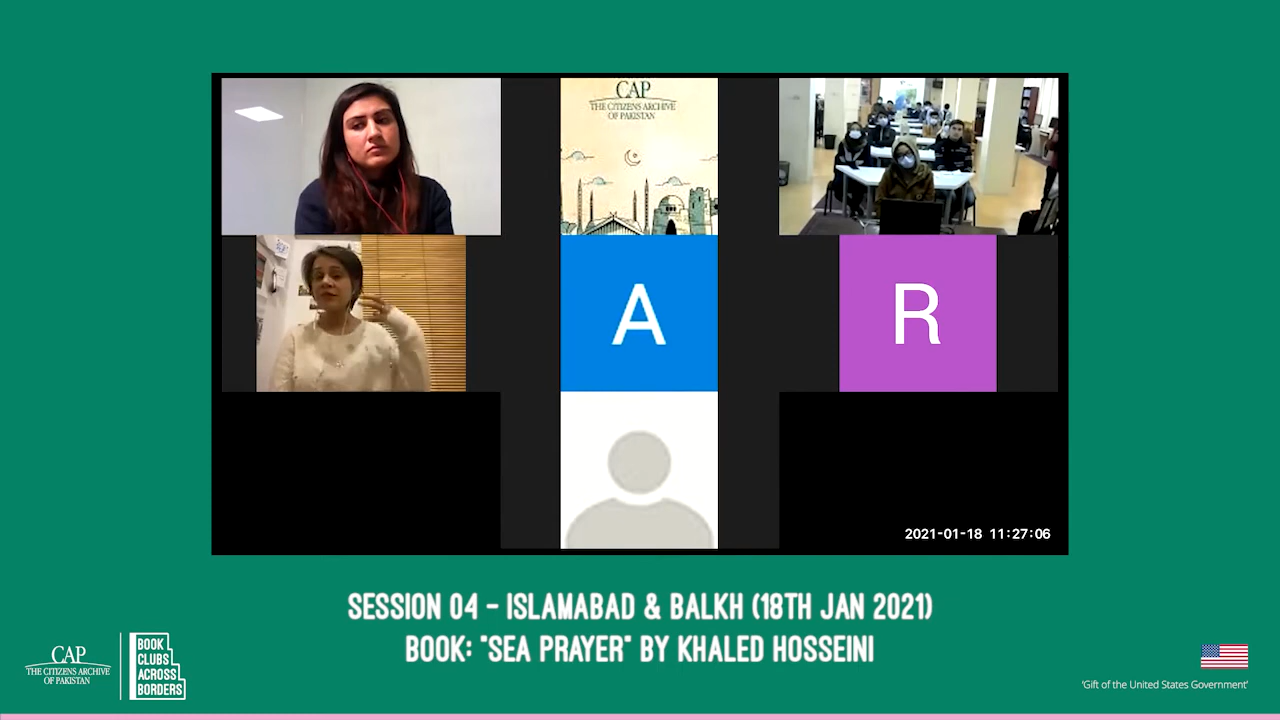 CAP
THE CITIZENS ARCHIVE
OF PAKISTAN
A
R
2021-01-18 11:27:06
SESSION 04 - ISLAMABAD & BALKH (18TH JAN 2021)
BOOK: "SEA PRAYER" BY KHALED HOSSEINI
CAP
THE CITIZENS ARCHIVE
OF PAKISTAN
BOOK
CLUBS
ACROSS
BORDERS
'Gift of the United States Government'